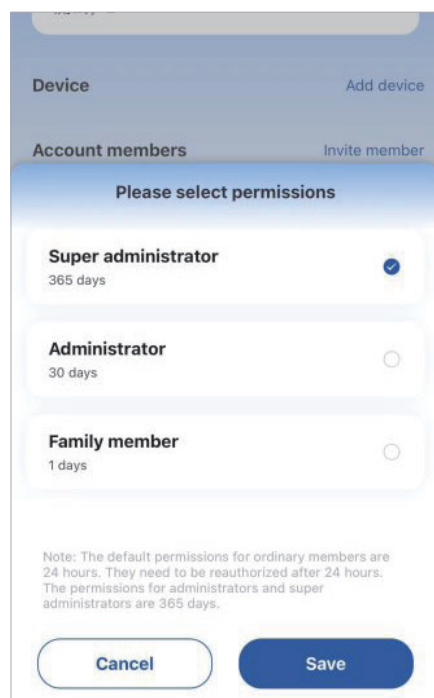 Device
Add device
Account members
Invite member
Please select permissions
Super administrator
365 days
Administrator
30 days
Family member
1 days
Note: The default permissions for ordinary members are
24 hours. They need to be reauthorized after 24 hours.
The permissions for administrators and super
administrators are 365 days.
Cancel
Save